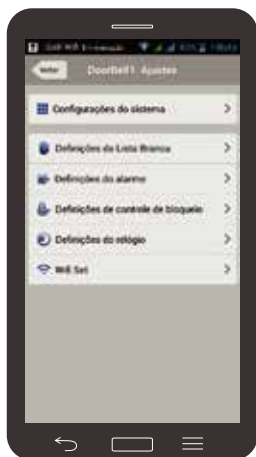 Doorbell1 Ajustes
Configurações do sistema
Definições da Lista Branca
Definições do alarme
Definições de controle de bloqueio
Definições do relógio
Wifi Set